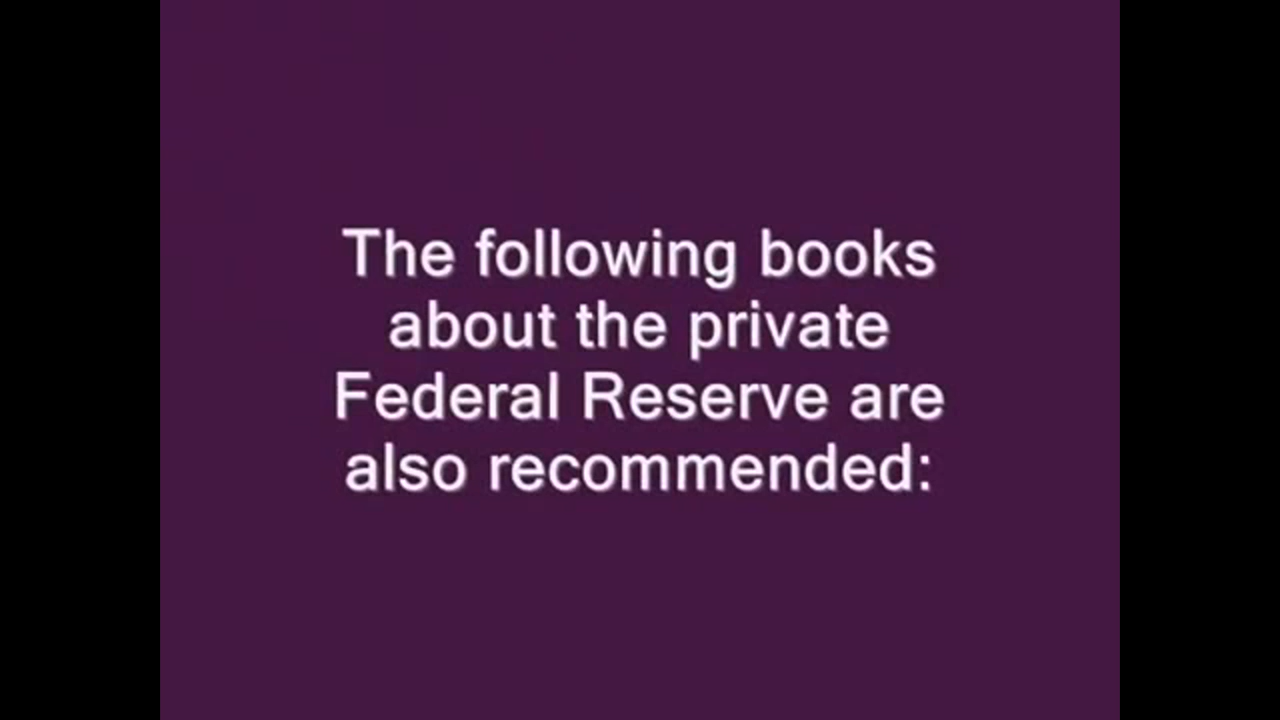 The following books
about the private
Federal Reserve are
also recommended: